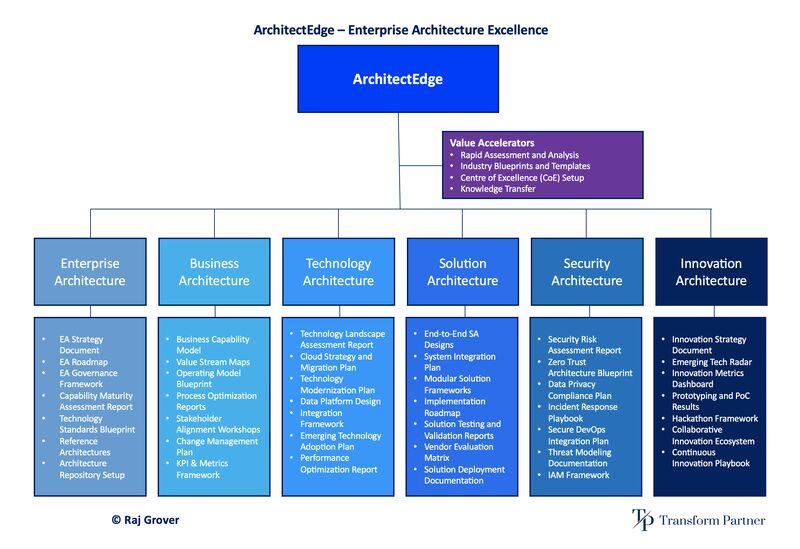 ArchitectEdge – Enterprise Architecture Excellence
ArchitectEdge
Value Accelerators
• Rapid Assessment and Analysis
• Industry Blueprints and Templates
• Centre of Excellence (CoE) Setup
• Knowledge Transfer
Enterprise
Architecture
• EA Strategy
Document
• EA Roadmap
• EA Governance
Framework
• Capability Maturity
Assessment Report
• Technology
Standards Blueprint
• Reference
Architectures
• Architecture
Repository Setup
Business
Architecture
• Business Capability
Model
• Value Stream Maps
• Operating Model
Blueprint
• Process Optimization
Reports
• Stakeholder
Alignment Workshops
• Change Management
Plan
• KPI & Metrics
Framework
Technology
Architecture
• Technology Landscape
Assessment Report
• Cloud Strategy and
Migration Plan
• Technology
Modernization Plan
• Data Platform Design
• Integration
Framework
• Emerging Technology
Adoption Plan
• Performance
Optimization Report
Solution
Architecture
• End-to-End SA
Designs
• System Integration
Plan
• Modular Solution
Frameworks
• Implementation
Roadmap
• Solution Testing and
Validation Reports
• Vendor Evaluation
Matrix
• Solution Deployment
Documentation
Security
Architecture
• Security Risk
Assessment Report
• Zero Trust
Architecture Blueprint
• Data Privacy
Compliance Plan
• Incident Response
Playbook
• Secure DevOps
Integration Plan
• Threat Modeling
Documentation
• IAM Framework
Innovation
Architecture
• Innovation Strategy
Document
• Emerging Tech Radar
• Innovation Metrics
Dashboard
• Prototyping and PoC
Results
• Hackathon Framework
• Collaborative
Innovation Ecosystem
• Continuous
Innovation Playbook
© Raj Grover
T/P Transform Partner